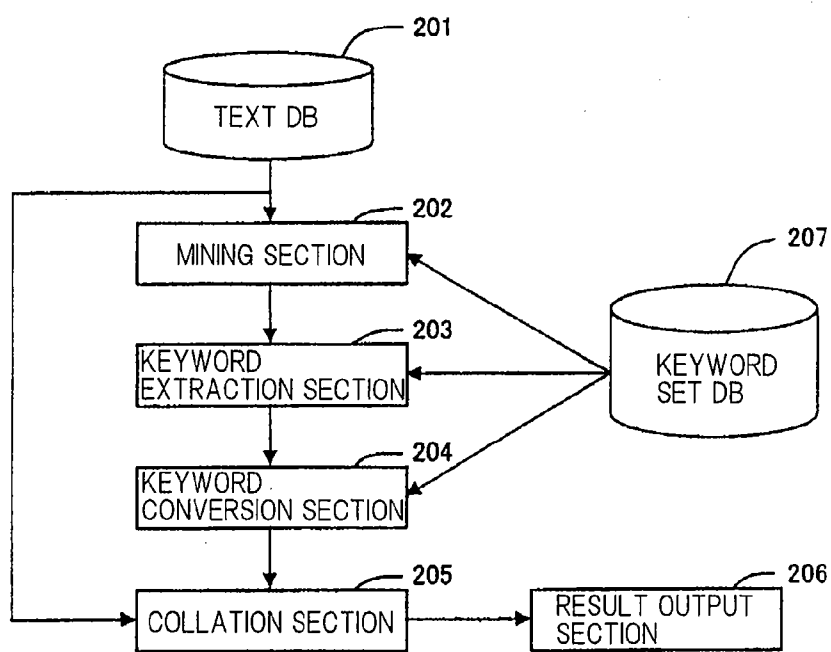 201
TEXT DB
202
MINING SECTION
207
203
KEYWORD
EXTRACTION SECTION
KEYWORD
SET DB
204
KEYWORD
CONVERSION SECTION
205
COLLATION SECTION
206
RESULT OUTPUT
SECTION